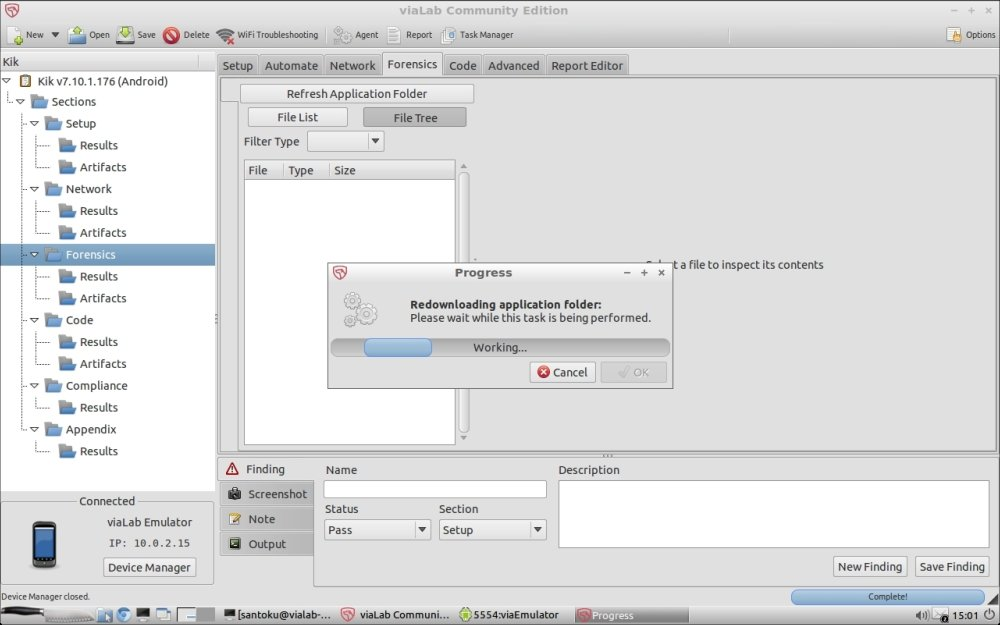 viaLab Community Edition
New Open Save Delete WiFi Troubleshooting Agent Report Task Manager Options
Kik
Setup Automate Network Forensics Code Advanced Report Editor
Kik v7.10.1.176 (Android)
Sections
Setup
Results
Artifacts
Network
Results
Artifacts
Forensics
Results
Artifacts
Code
Results
Artifacts
Compliance
Results
Appendix
Results
Refresh Application Folder
File List File Tree
Filter Type
File Type Size
t a file to inspect its contents
Progress
Redownloading application folder:
Please wait while this task is being performed.
Working...
Cancel OK
Connected
viaLab Emulator
IP: 10.0.2.15
Device Manager
Finding
Screenshot
Note
Output
Name
Description
Status Section
Pass Setup
New Finding Save Finding
Device Manager closed.
Complete!
[santoku@vialab-... viaLab Communi... 5554:viaEmulator Progress 15:01